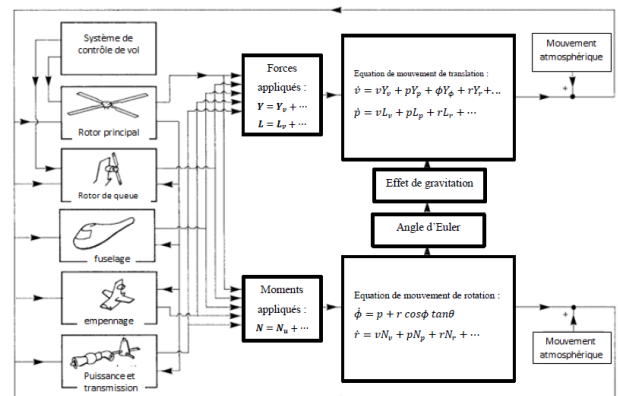 Système de
contrôle de vol
Rotor principal
Rotor de queue
fuselage
empennage
Puissance et
transmission
Forces
appliqués :
Y = Yᵥ + ⋯
L = Lᵥ + ⋯
Equation de mouvement de translation :
v̇ = vYᵥ + pYₚ + ϕY_ϕ + rYᵣ+...
ṗ = vLᵥ + pLₚ + rLᵣ + ⋯
Mouvement
atmosphérique
+
Effet de gravitation
Angle d’Euler
Moments
appliqués :
N = Nᵤ + ⋯
Equation de mouvement de rotation :
ϕ̇ = p + r cosϕ tanθ
ṙ = vNᵥ + pNₚ + rNᵣ + ⋯
+
Mouvement
atmosphérique